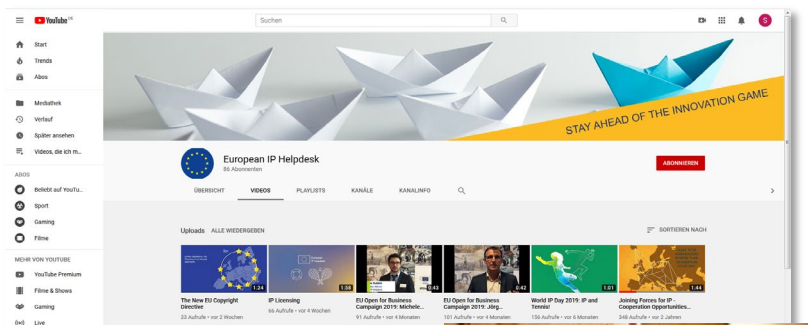 YouTube DE
Suchen
S
Start
Trends
Abos
Mediathek
Verlauf
Später ansehen
Videos, die ich m...
ABOS
Beliebt auf YouTu...
Sport
Gaming
Filme
MEHR VON YOUTUBE
YouTube Premium
Filme & Shows
Gaming
Live
STAY AHEAD OF THE INNOVATION GAME
European IP Helpdesk
86 Abonnenten
ABONNIEREN
ÜBERSICHT VIDEOS PLAYLISTS KANÄLE KANALINFO
Uploads ALLE WIEDERGEBEN
SORTIEREN NACH
1:24
The New EU Copyright
Directive
33 Aufrufe • vor 2 Wochen
1:34
IP Licensing
66 Aufrufe • vor 4 Wochen
0:43
EU Open for Business
Campaign 2019: Michele...
91 Aufrufe • vor 4 Monaten
0:42
EU Open for Business
Campaign 2019: Jörg...
101 Aufrufe • vor 4 Monaten
1:01
World IP Day 2019: IP and
Tennis!
156 Aufrufe • vor 6 Monaten
1:44
Joining Forces for IP -
Cooperation Opportunities...
348 Aufrufe • vor 2 Jahren